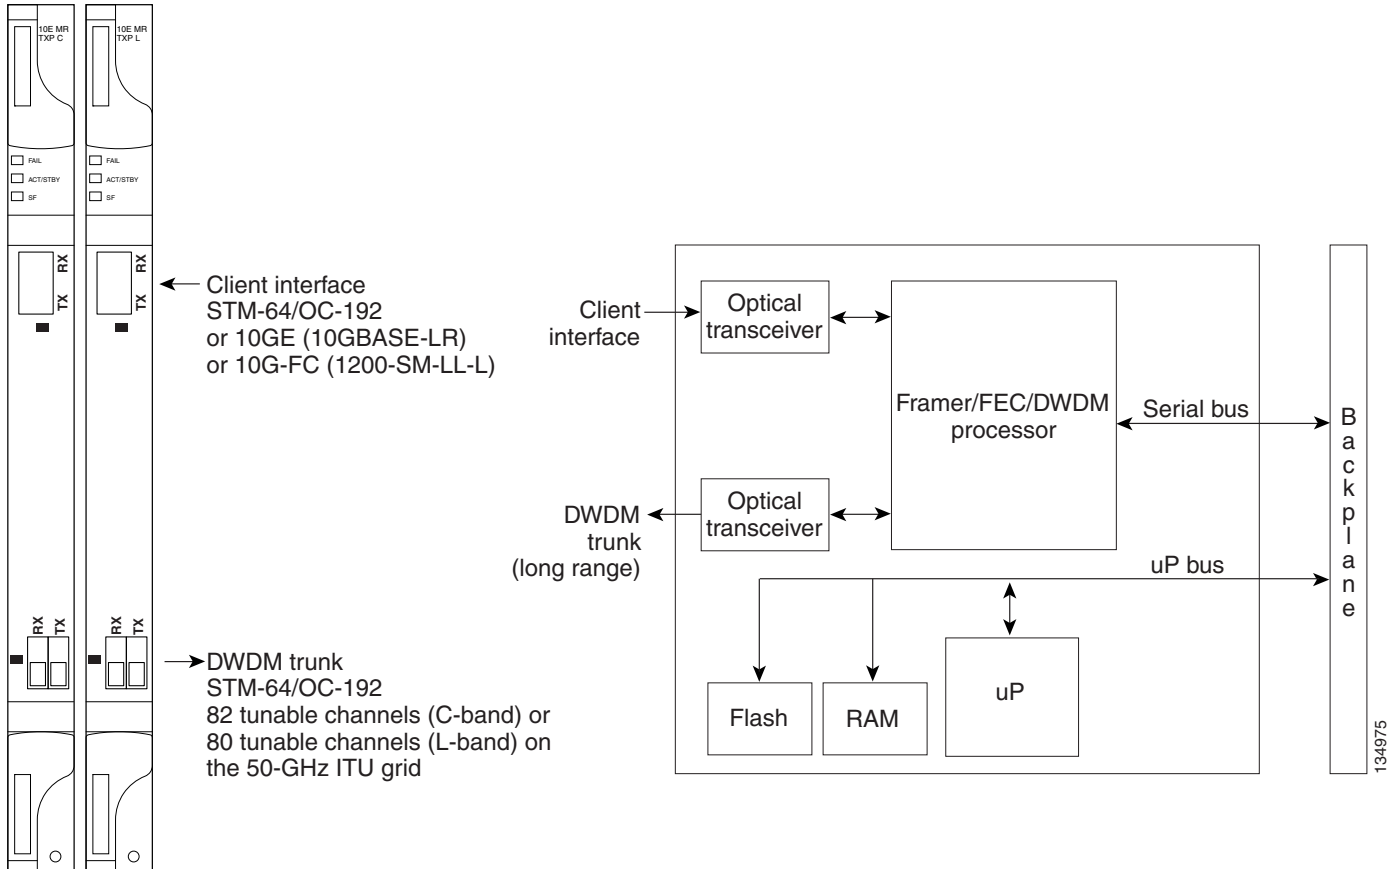 10E MR
TXP C
10E MR
TXP L
FAIL
ACT/STBY
SF
FAIL
ACT/STBY
SF
RX
TX
RX
TX
Client interface
STM-64/OC-192
or 10GE (10GBASE-LR)
or 10G-FC (1200-SM-LL-L)
RX
TX
RX
TX
DWDM trunk
STM-64/OC-192
82 tunable channels (C-band) or
80 tunable channels (L-band) on
the 50-GHz ITU grid
Client
interface
Optical
transceiver
Framer/FEC/DWDM
processor
Serial bus
DWDM
trunk
(long range)
Optical
transceiver
uP bus
Flash
RAM
uP
Backplane
134975